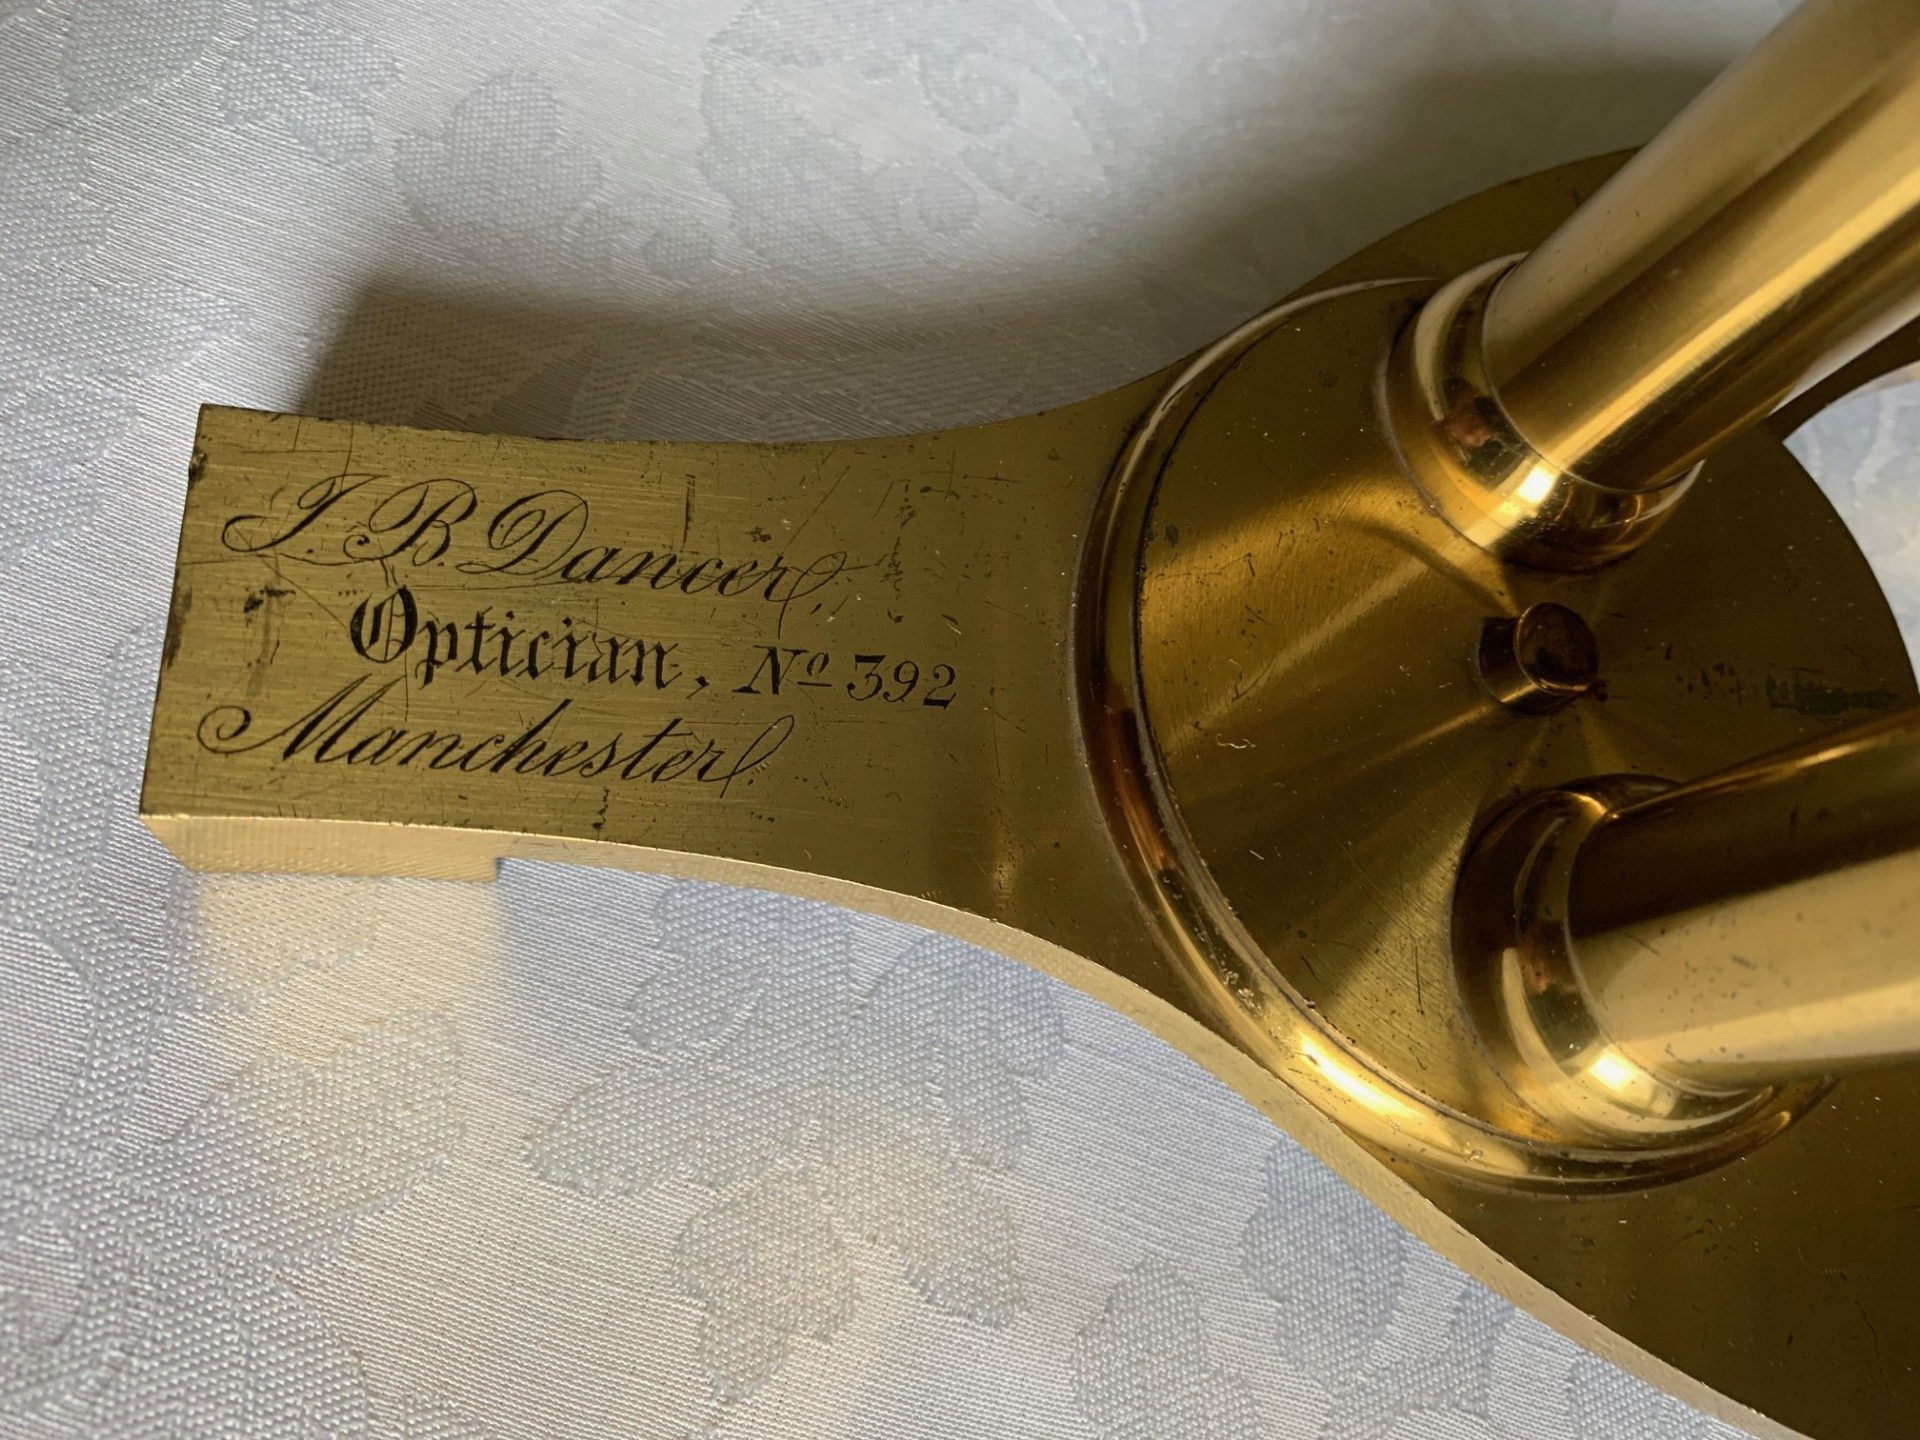 J. B. Dancer,
Optician, Nº 392
Manchester.